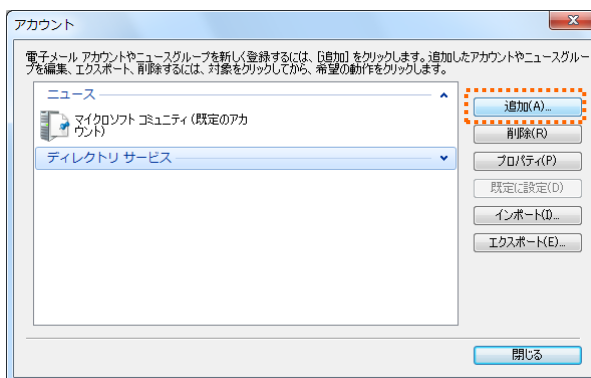 アカウント
電子メール アカウントやニュースグループを新しく登録するには、[追加] をクリックします。追加したアカウントやニュースグルー
プを編集、エクスポート、削除するには、対象をクリックしてから、希望の動作をクリックします。
ニュース
マイクロソフト コミュニティ (既定のアカ
ウント)
ディレクトリ サービス
追加(A)...
削除(R)
プロパティ(P)
既定に設定(D)
インポート(I)...
エクスポート(E)...
閉じる